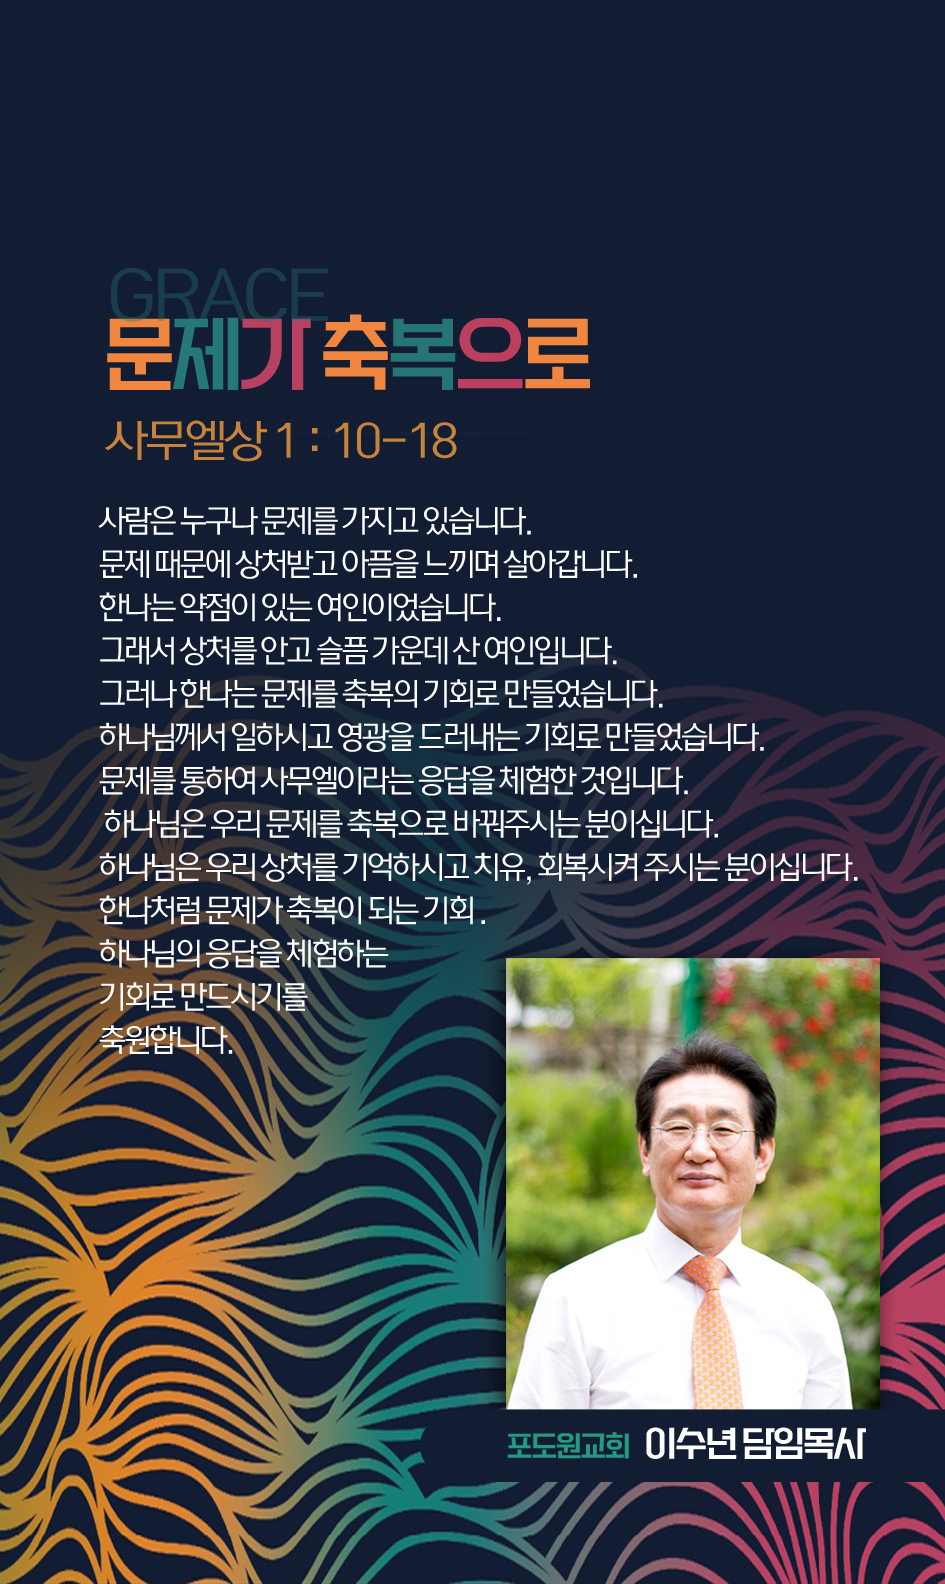 GRACE
문제가 축복으로
사무엘상 1 : 10-18
사람은 누구나 문제를 가지고 있습니다.
문제 때문에 상처받고 아픔을 느끼며 살아갑니다.
한나는 약점이 있는 여인이었습니다.
그래서 상처를 안고 슬픔 가운데 산 여인입니다.
그러나 한나는 문제를 축복의 기회로 만들었습니다.
하나님께서 일하시고 영광을 드러내는 기회로 만들었습니다.
문제를 통하여 사무엘이라는 응답을 체험한 것입니다.
하나님은 우리 문제를 축복으로 바꿔주시는 분이십니다.
하나님은 우리 상처를 기억하시고 치유, 회복시켜 주시는 분이십니다.
한나처럼 문제가 축복이 되는 기회 .
하나님의 응답을 체험하는
기회로 만드시기를
축원합니다.
포도원교회 이수년 담임목사